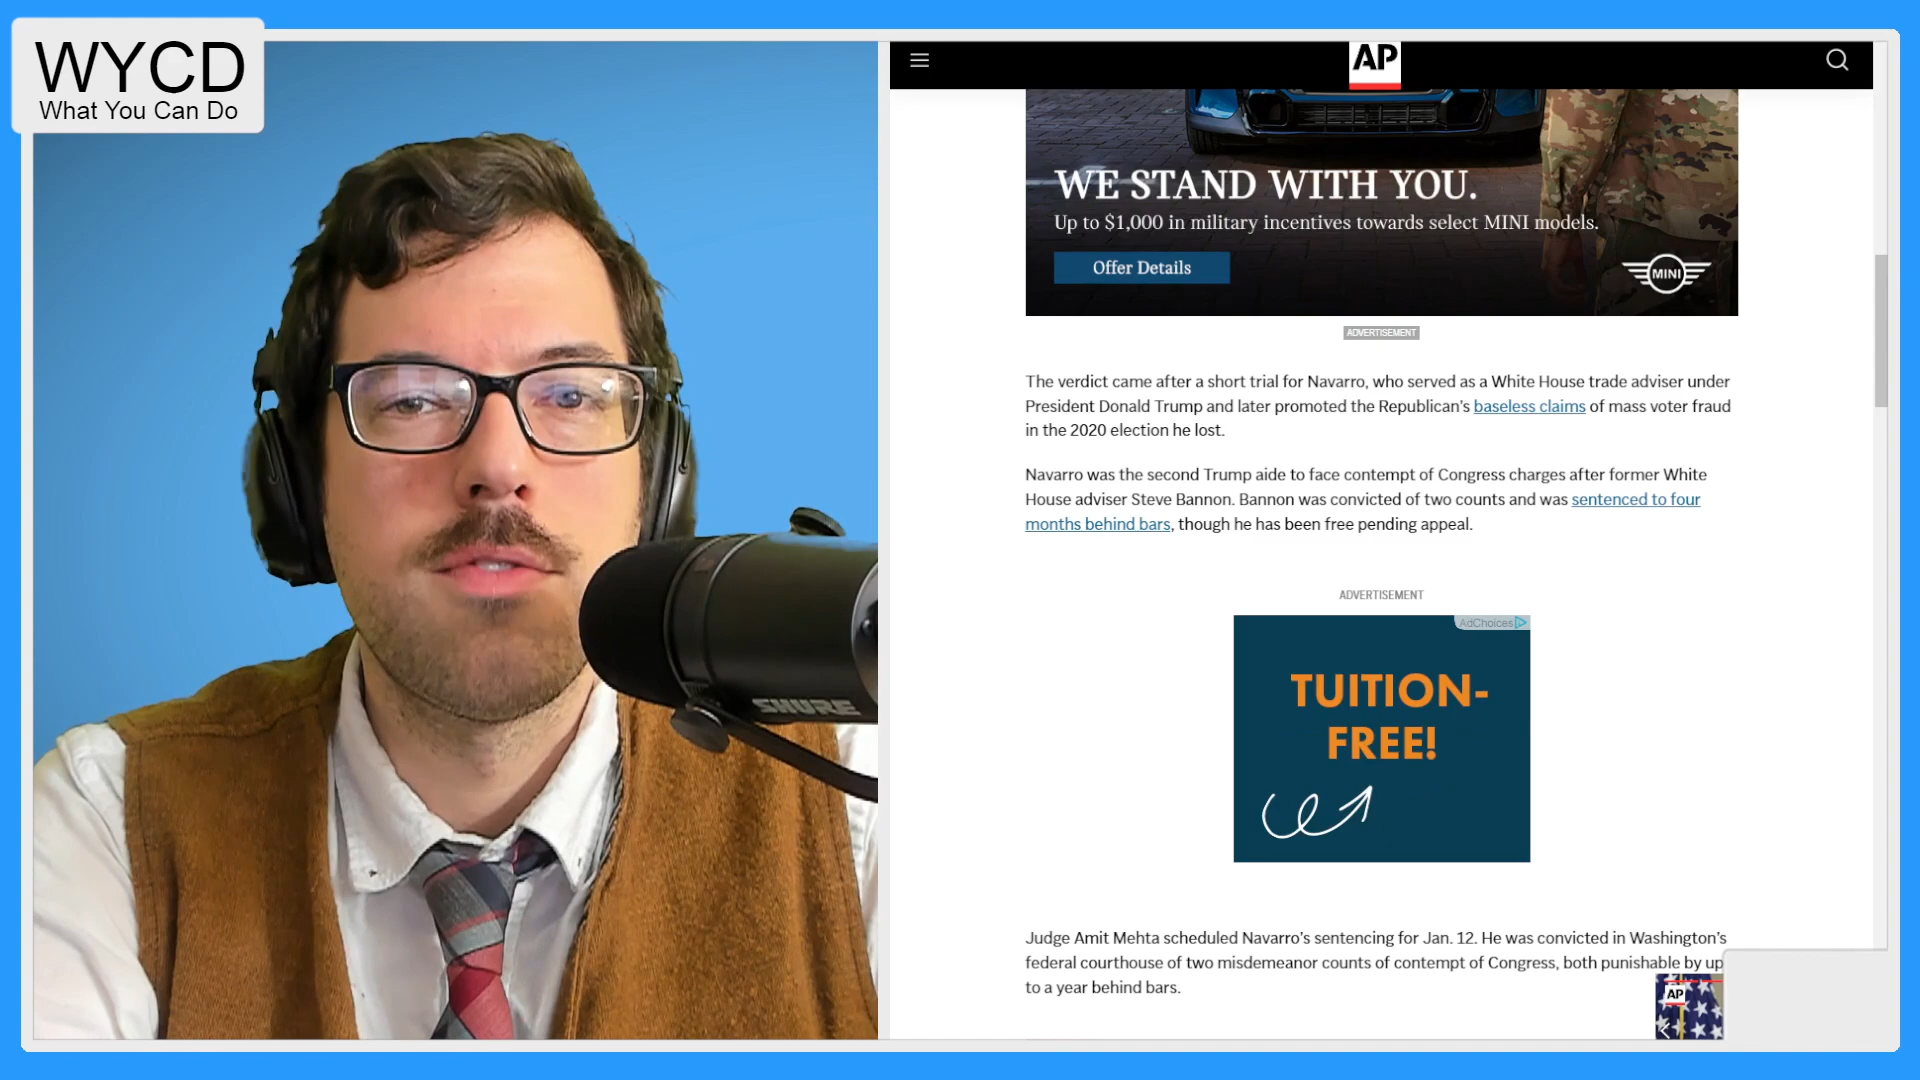 WYCD
What You Can Do
AP
WE STAND WITH YOU.
Up to $1,000 in military incentives towards select MINI models.
Offer Details
MINI
ADVERTISEMENT
The verdict came after a short trial for Navarro, who served as a White House trade adviser under
President Donald Trump and later promoted the Republican's baseless claims of mass voter fraud
in the 2020 election he lost.
Navarro was the second Trump aide to face contempt of Congress charges after former White
House adviser Steve Bannon. Bannon was convicted of two counts and was sentenced to four
months behind bars, though he has been free pending appeal.
ADVERTISEMENT
AdChoices
TUITION-
FREE!
SHURE
Judge Amit Mehta scheduled Navarro's sentencing for Jan. 12. He was convicted in Washington's
federal courthouse of two misdemeanor counts of contempt of Congress, both punishable by up
to a year behind bars.
AP